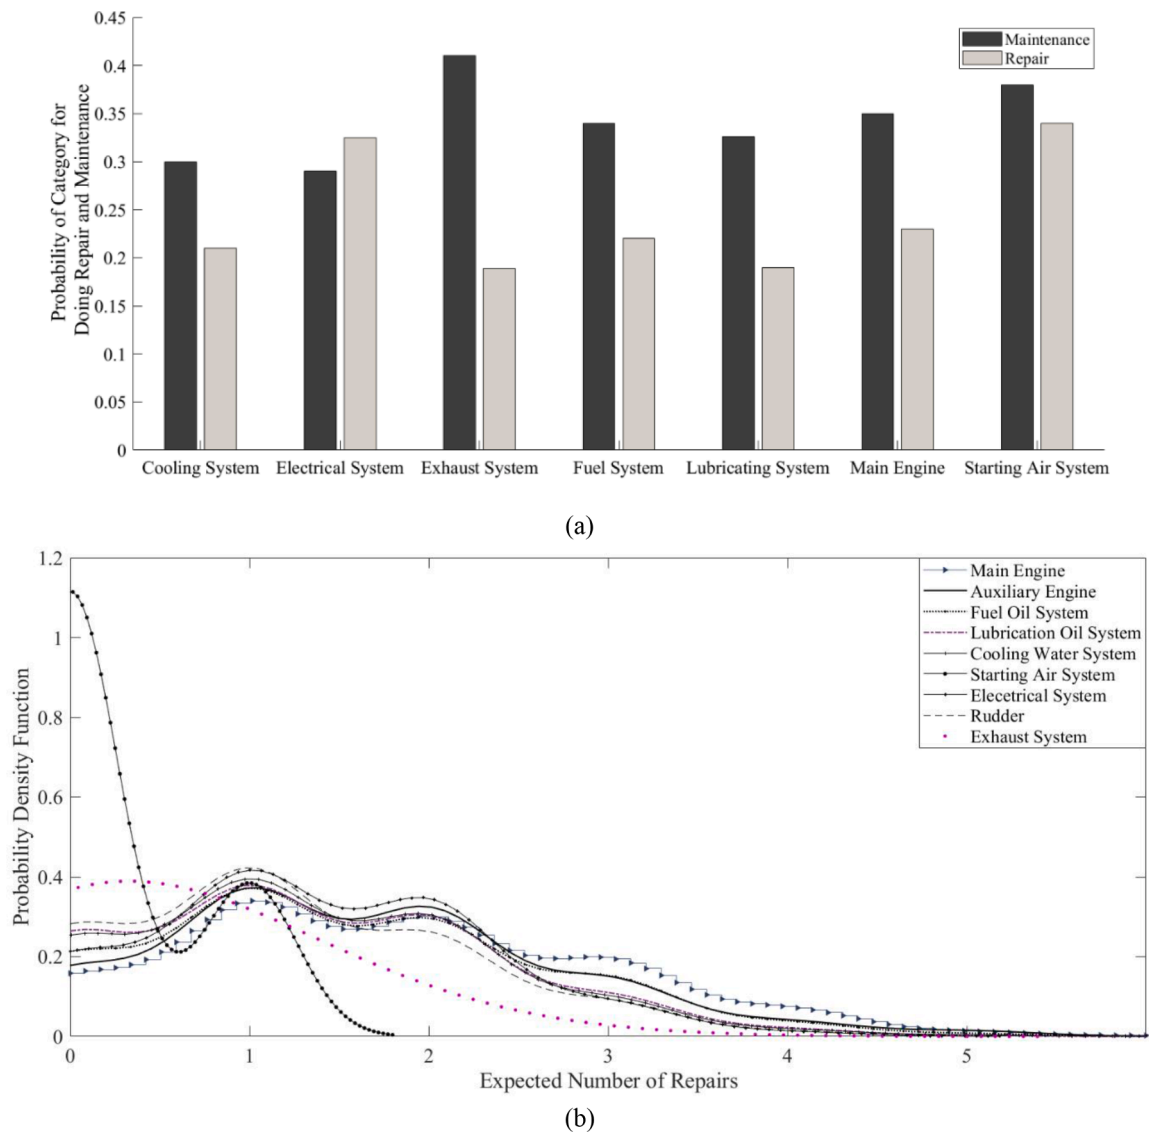 0.45
0.4
0.35
0.3
0.25
0.2
0.15
0.1
0.05
0
Probability of Category for
Doing Repair and Maintenance
Maintenance
Repair
Cooling System Electrical System Exhaust System Fuel System Lubricating System Main Engine Starting Air System
(a)
1.2
1
0.8
0.6
0.4
0.2
0
Probability Density Function
Main Engine
Auxiliary Engine
Fuel Oil System
Lubrication Oil System
Cooling Water System
Starting Air System
Elecetrical System
Rudder
Exhaust System
0 1 2 3 4 5
Expected Number of Repairs
(b)